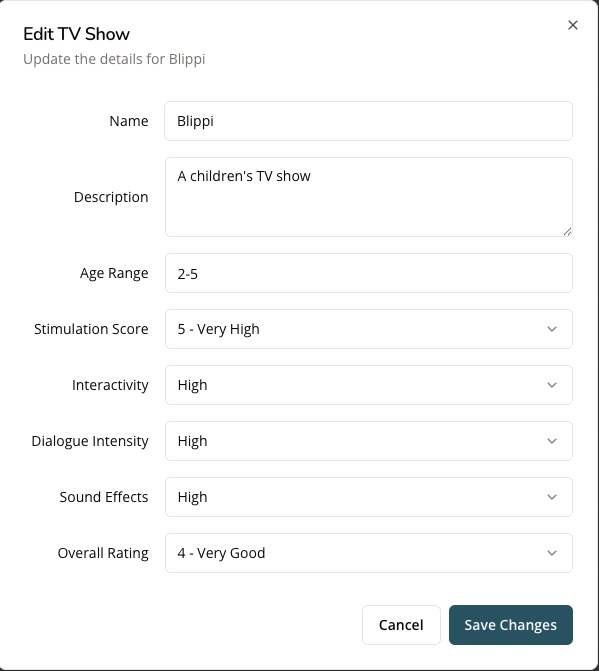 Edit TV Show
Update the details for Blippi
Name
Blippi
Description
A children's TV show
Age Range
2-5
Stimulation Score
5 - Very High
Interactivity
High
Dialogue Intensity
High
Sound Effects
High
Overall Rating
4 - Very Good
Cancel
Save Changes